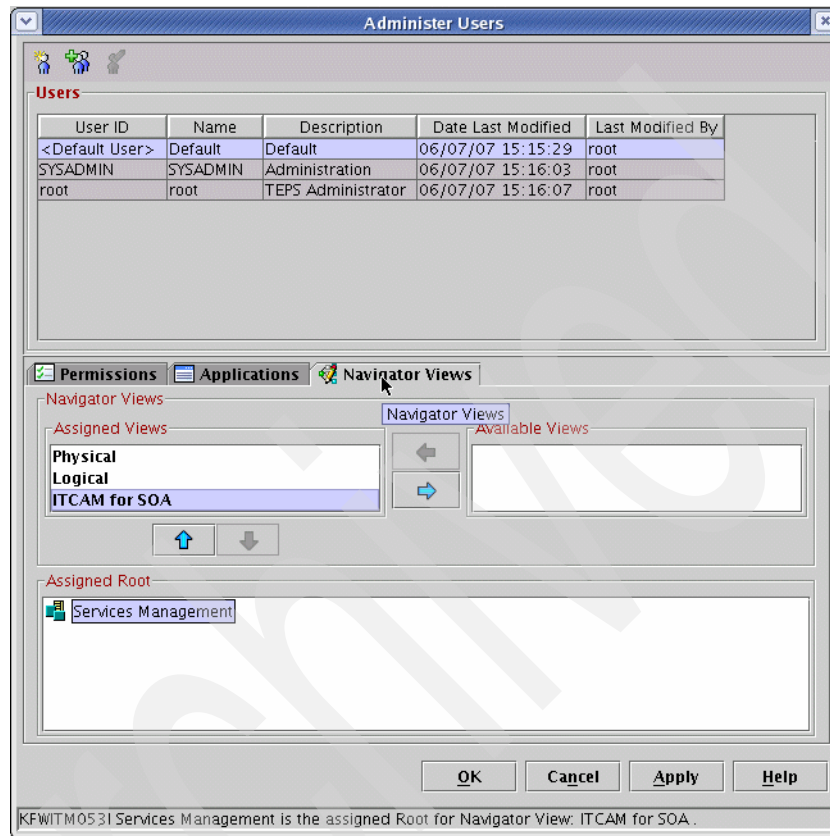 Administer Users
Users
User ID Name Description Date Last Modified Last Modified By
<Default User> Default Default 06/07/07 15:15:29 root
SYSADMIN SYSADMIN Administration 06/07/07 15:16:03 root
root root TEPS Administrator 06/07/07 15:16:07 root
Permissions Applications Navigator Views
Navigator Views
Navigator Views
Assigned Views Available Views
Physical
Logical
ITCAM for SOA
Assigned Root
Services Management
OK Cancel Apply Help
KFWITM053I Services Management is the assigned Root for Navigator View: ITCAM for SOA .